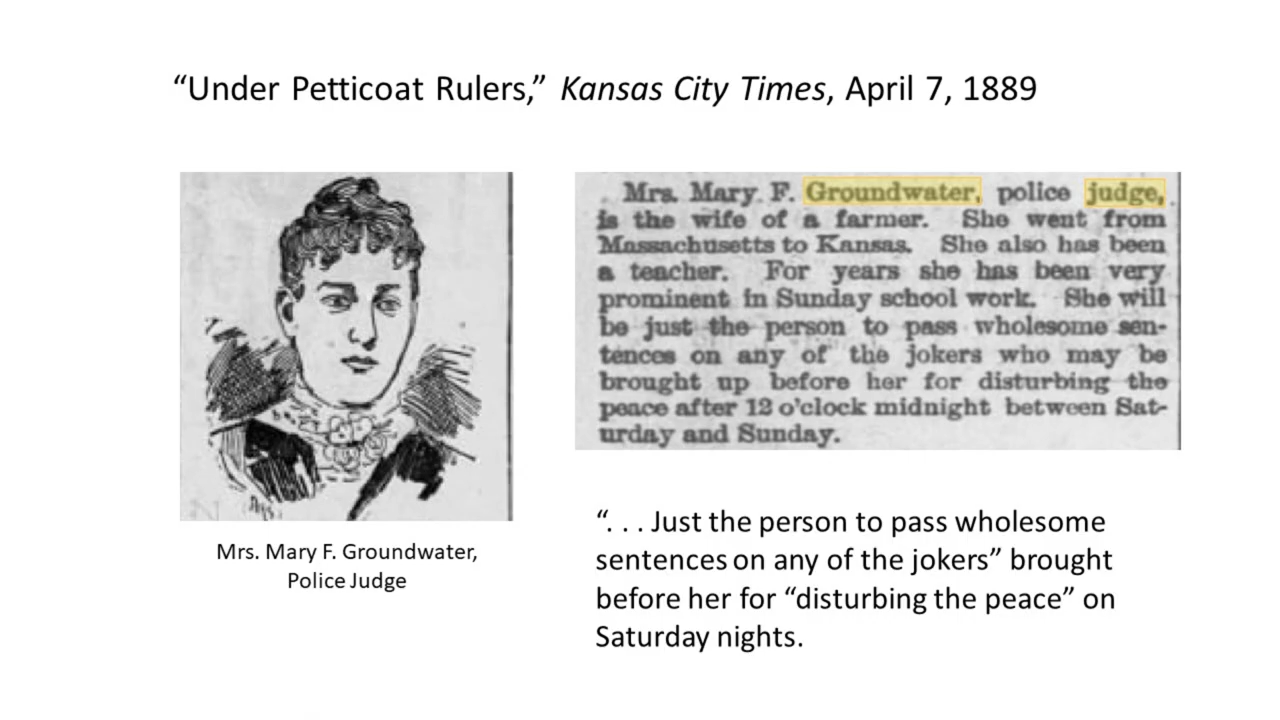 “Under Petticoat Rulers,” Kansas City Times, April 7, 1889
Mrs. Mary F. Groundwater, police judge,
is the wife of a farmer. She went from
Massachusetts to Kansas. She also has been
a teacher. For years she has been very
prominent in Sunday school work. She will
be just the person to pass wholesome sen-
tences on any of the jokers who may be
brought up before her for disturbing the
peace after 12 o’clock midnight between Sat-
urday and Sunday.
Mrs. Mary F. Groundwater,
Police Judge
“. . . Just the person to pass wholesome
sentences on any of the jokers” brought
before her for “disturbing the peace” on
Saturday nights.